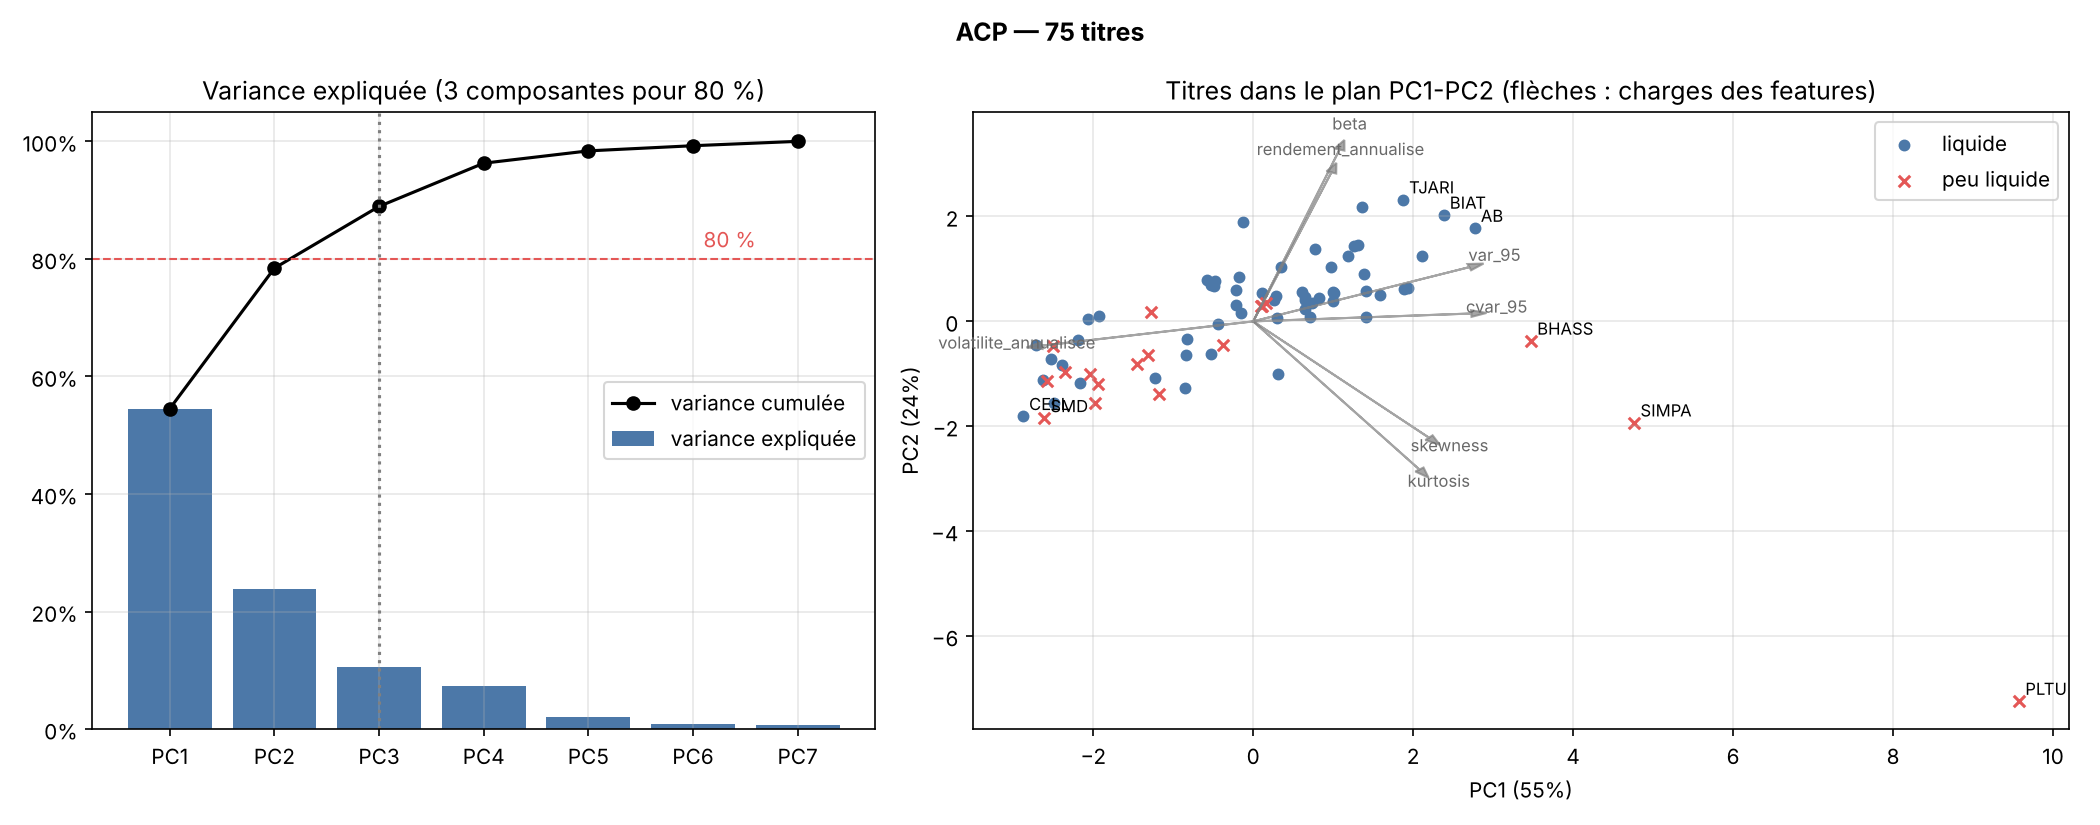 ACP — 75 titres
Variance expliquée (3 composantes pour 80 %)
100%
80%
60%
40%
20%
0%
80 %
variance cumulée
variance expliquée
PC1 PC2 PC3 PC4 PC5 PC6 PC7
Titres dans le plan PC1-PC2 (flèches : charges des features)
PC2 (24%)
2
0
−2
−4
−6
beta
rendement_annualise
liquide
peu liquide
TJARI
BIAT
AB
var_95
cvar_95
volatilite_annualisee
BHASS
SIMPA
skewness
kurtosis
PLTU
−2 0 2 4 6 8 10
PC1 (55%)